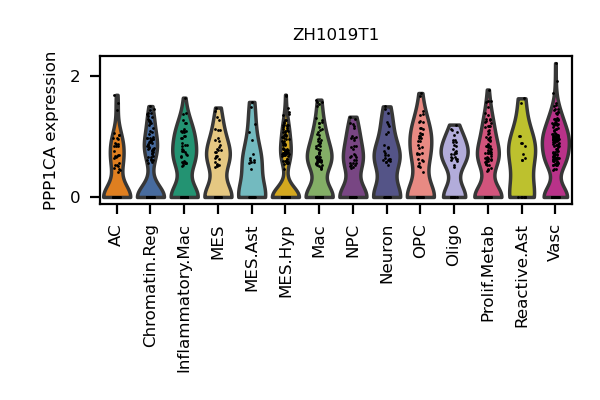 ZH1019T1
PPP1CA expression
2
0
AC
Chromatin.Reg
Inflammatory.Mac
MES
MES.Ast
MES.Hyp
Mac
NPC
Neuron
OPC
Oligo
Prolif.Metab
Reactive.Ast
Vasc